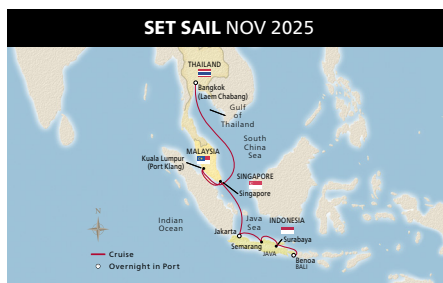 SET SAIL NOV 2025
THAILAND
Bangkok
(Laem Chabang)
Gulf
of
Thailand
South
China
Sea
MALAYSIA
Kuala Lumpur
(Port Klang)
SINGAPORE
Singapore
Indian
Ocean
Java
Sea
INDONESIA
Jakarta
Surabaya
Semarang
JAVA
Benoa
BALI
N
Cruise
Overnight in Port